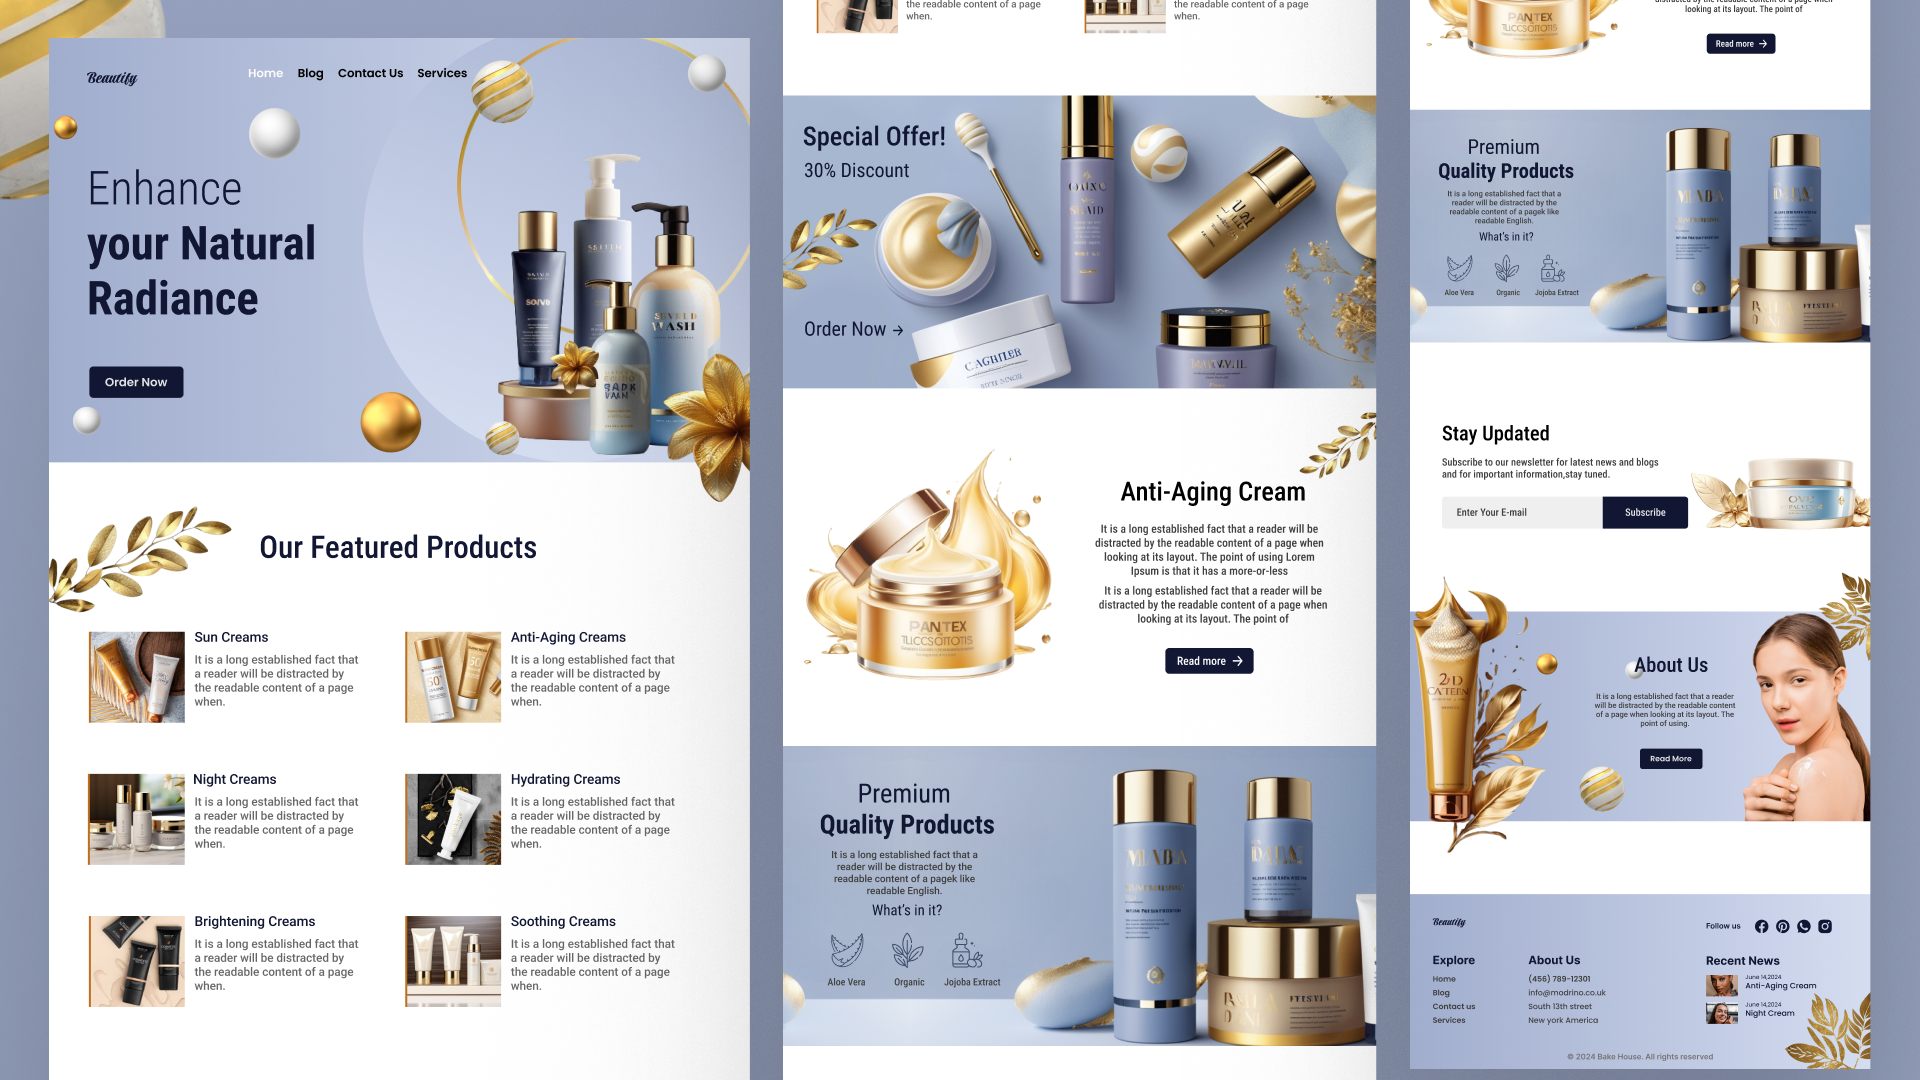 Beautify
Home Blog Contact Us Services
Enhance
your Natural
Radiance
Order Now
Our Featured Products
Sun Creams
It is a long established fact that
a reader will be distracted by
the readable content of a page
when.
Anti-Aging Creams
It is a long established fact that
a reader will be distracted by
the readable content of a page
when.
Night Creams
It is a long established fact that
a reader will be distracted by
the readable content of a page
when.
Hydrating Creams
It is a long established fact that
a reader will be distracted by
the readable content of a page
when.
Brightening Creams
It is a long established fact that
a reader will be distracted by
the readable content of a page
when.
Soothing Creams
It is a long established fact that
a reader will be distracted by
the readable content of a page
when.
the readable content of a page
when.
the readable content of a page
when.
Special Offer!
30% Discount
Order Now →
Anti-Aging Cream
It is a long established fact that a reader will be
distracted by the readable content of a page when
looking at its layout. The point of using Lorem
Ipsum is that it has a more-or-less
It is a long established fact that a reader will be
distracted by the readable content of a page when
looking at its layout. The point of
PANTEX
Read more →
Premium
Quality Products
It is a long established fact that a
reader will be distracted by the
readable content of a pagek like
readable English.
What's in it?
Aloe Vera Organic Jojoba Extract
distracted by the readable content of a page when
looking at its layout. The point of
PANTEX
Read more →
Premium
Quality Products
It is a long established fact that a
reader will be distracted by the
readable content of a pagek like
readable English.
What's in it?
Aloe Vera Organic Jojoba Extract
Stay Updated
Subscribe to our newsletter for latest news and blogs
and for important information,stay tuned.
Enter Your E-mail Subscribe
About Us
It is a long established fact that a reader
will be distracted by the readable content
of a page when looking at its layout. The
point of using.
Read More
Beautify
Follow us
Explore
Home
Blog
Contact us
Services
About Us
(456) 789-12301
info@modrino.co.uk
South 13th street
New york America
Recent News
June 14,2024
Anti-Aging Cream
June 14,2024
Night Cream
© 2024 Bake House. All rights reserved